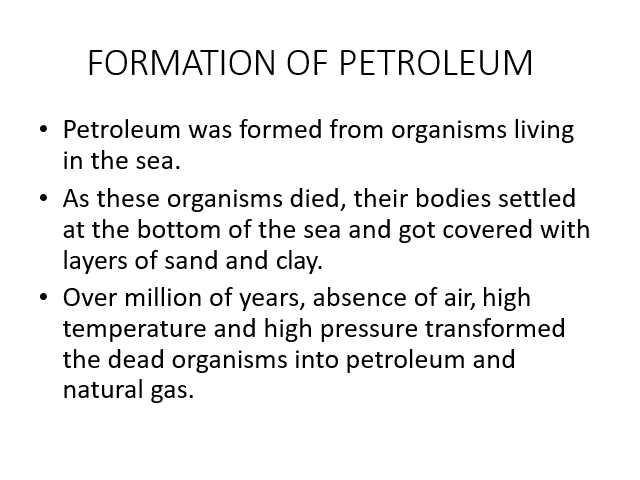 FORMATION OF PETROLEUM
• Petroleum was formed from organisms living
in the sea.
• As these organisms died, their bodies settled
at the bottom of the sea and got covered with
layers of sand and clay.
• Over million of years, absence of air, high
temperature and high pressure transformed
the dead organisms into petroleum and
natural gas.